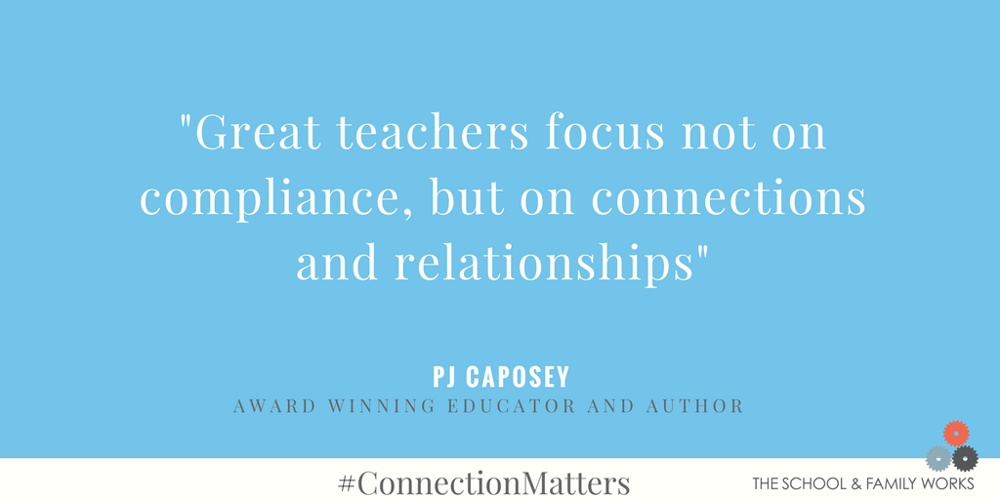 "Great teachers focus not on
compliance, but on connections
and relationships"
PJ CAPOSEY
AWARD WINNING EDUCATOR AND AUTHOR
#ConnectionMatters
THE SCHOOL & FAMILY WORKS